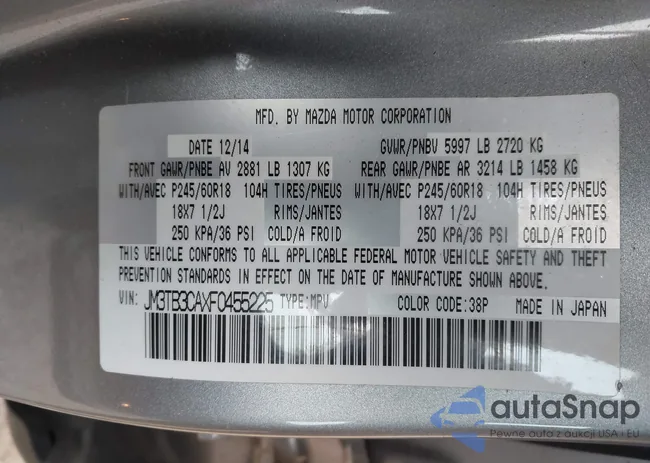 MFD. BY MAZDA MOTOR CORPORATION
DATE 12/14 GVWR/PNBV 5997 LB 2720 KG
FRONT GAWR/PNBE AV 2881 LB 1307 KG REAR GAWR/PNBE AR 3214 LB 1458 KG
WITH/AVEC P245/60R18 104H TIRES/PNEUS WITH/AVEC P245/60R18 104H TIRES/PNEUS
18X7 1/2J RIMS/JANTES 18X7 1/2J RIMS/JANTES
250 KPA/36 PSI COLD/A FROID 250 KPA/36 PSI COLD/A FROID
THIS VEHICLE CONFORMS TO ALL APPLICABLE FEDERAL MOTOR VEHICLE SAFETY AND THEFT
PREVENTION STANDARDS IN EFFECT ON THE DATE OF MANUFACTURE SHOWN ABOVE.
VIN: JM3TB3CAXF0455225 TYPE:MPV COLOR CODE:38P MADE IN JAPAN
autaSnap
Pewne auta z aukcji USA i EU